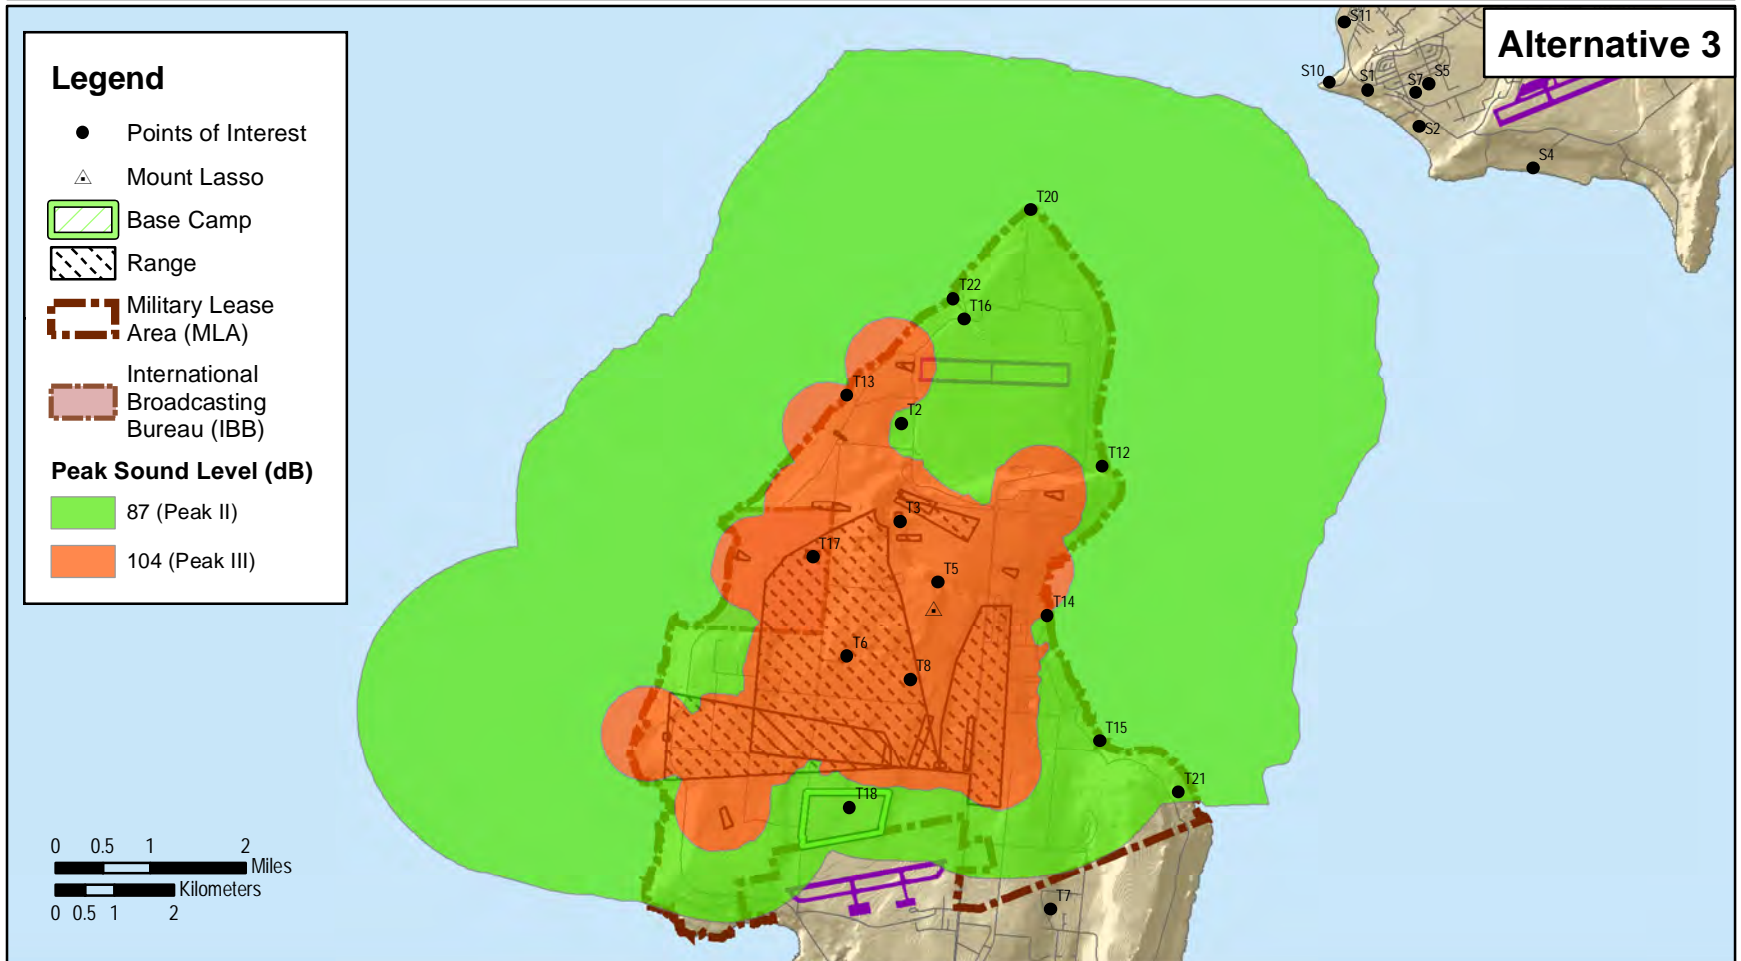 Alternative 3
Legend
Points of Interest
Mount Lasso
Base Camp
Range
Military Lease
Area (MLA)
International
Broadcasting
Bureau (IBB)
Peak Sound Level (dB)
87 (Peak II)
104 (Peak III)
S11
S10
S1
S7
S5
S2
S4
T20
T22
T16
T13
T2
T12
T3
T17
T5
T14
T6
T8
T15
T21
T18
T7
0 0.5 1 2
Miles
Kilometers
0 0.5 1 2